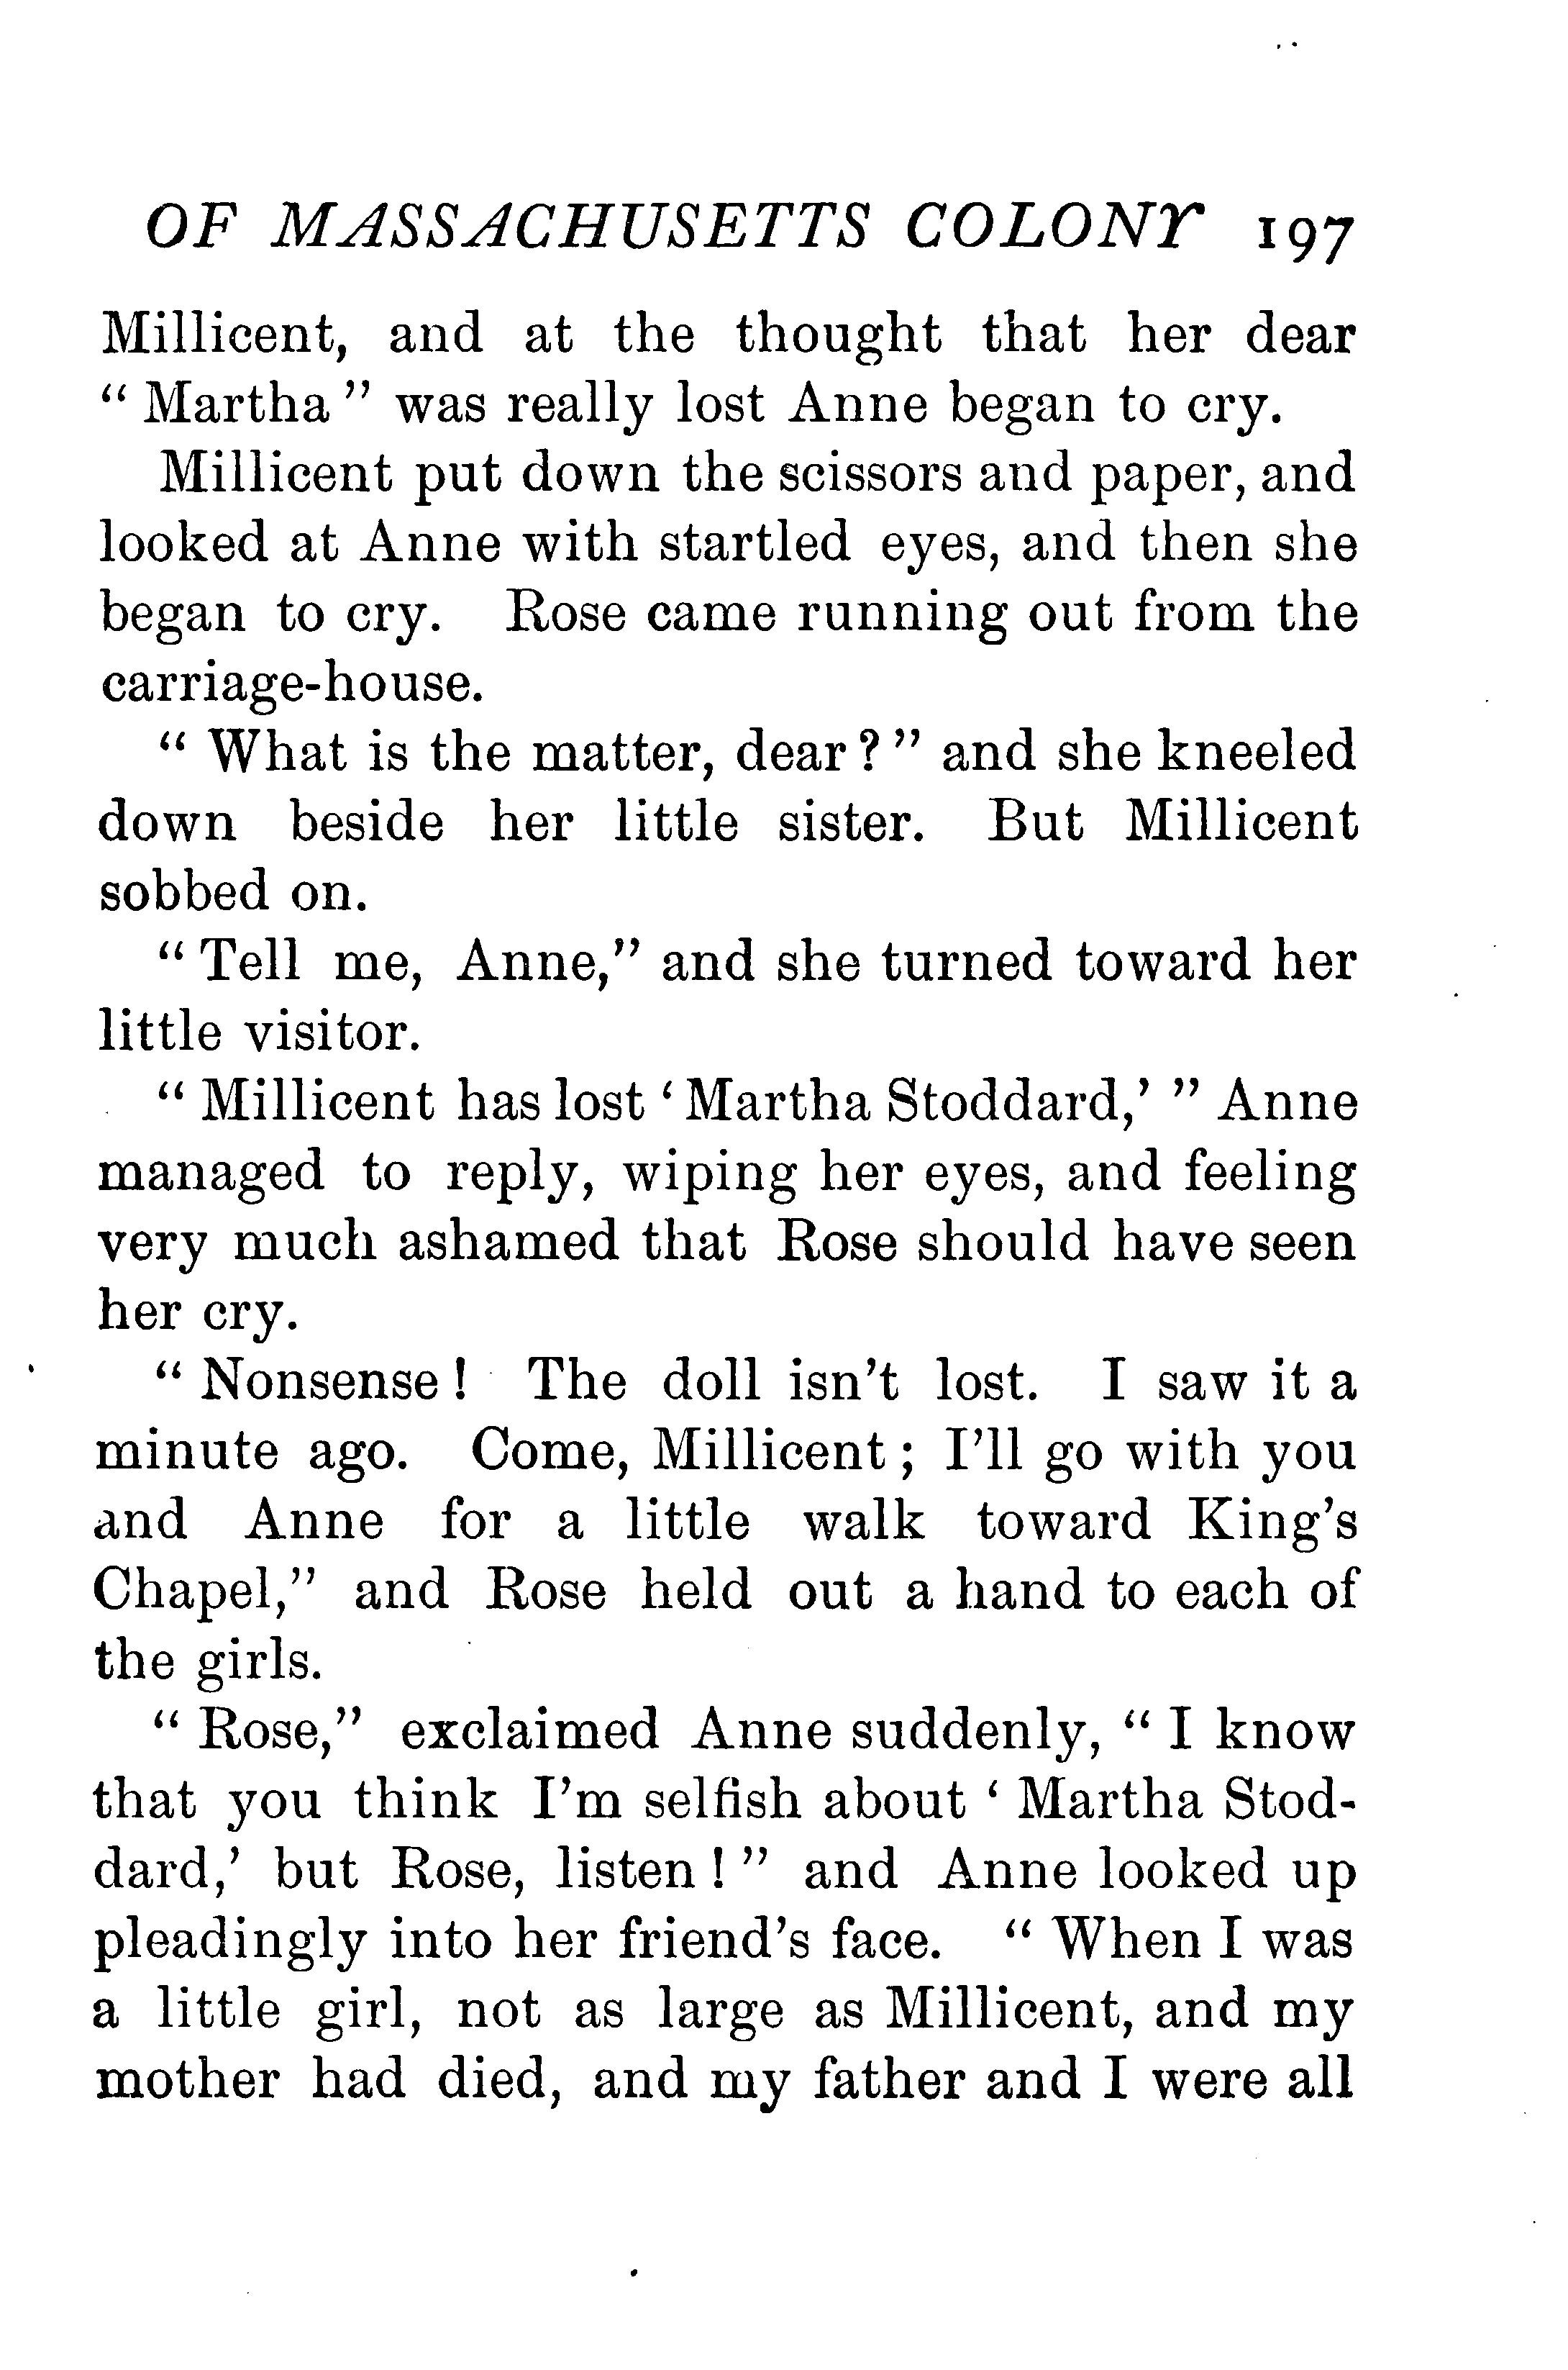 OF MASSACHUSETTS COLONY 197
Millicent, and at the thought that her dear
“ Martha ” was really lost Anne began to cry.
Millicent put down the scissors and paper, and
looked at Anne with startled eyes, and then she
began to cry. Rose came running out from the
carriage-house.
“ What is the matter, dear ? ” and she kneeled
down beside her little sister. But Millicent
sobbed on.
“ Tell me, Anne,” and she turned toward her
little visitor.
“ Millicent has lost ‘ Martha Stoddard,’ ” Anne
managed to reply, wiping her eyes, and feeling
very much ashamed that Rose should have seen
her cry.
“ Nonsense ! The doll isn’t lost. I saw it a
minute ago. Come, Millicent ; I’ll go with you
and Anne for a little walk toward King’s
Chapel,” and Rose held out a hand to each of
the girls.
“ Rose,” exclaimed Anne suddenly, “ I know
that you think I’m selfish about ‘ Martha Stod-
dard,’ but Rose, listen ! ” and Anne looked up
pleadingly into her friend’s face. “ When I was
a little girl, not as large as Millicent, and my
mother had died, and my father and I were all